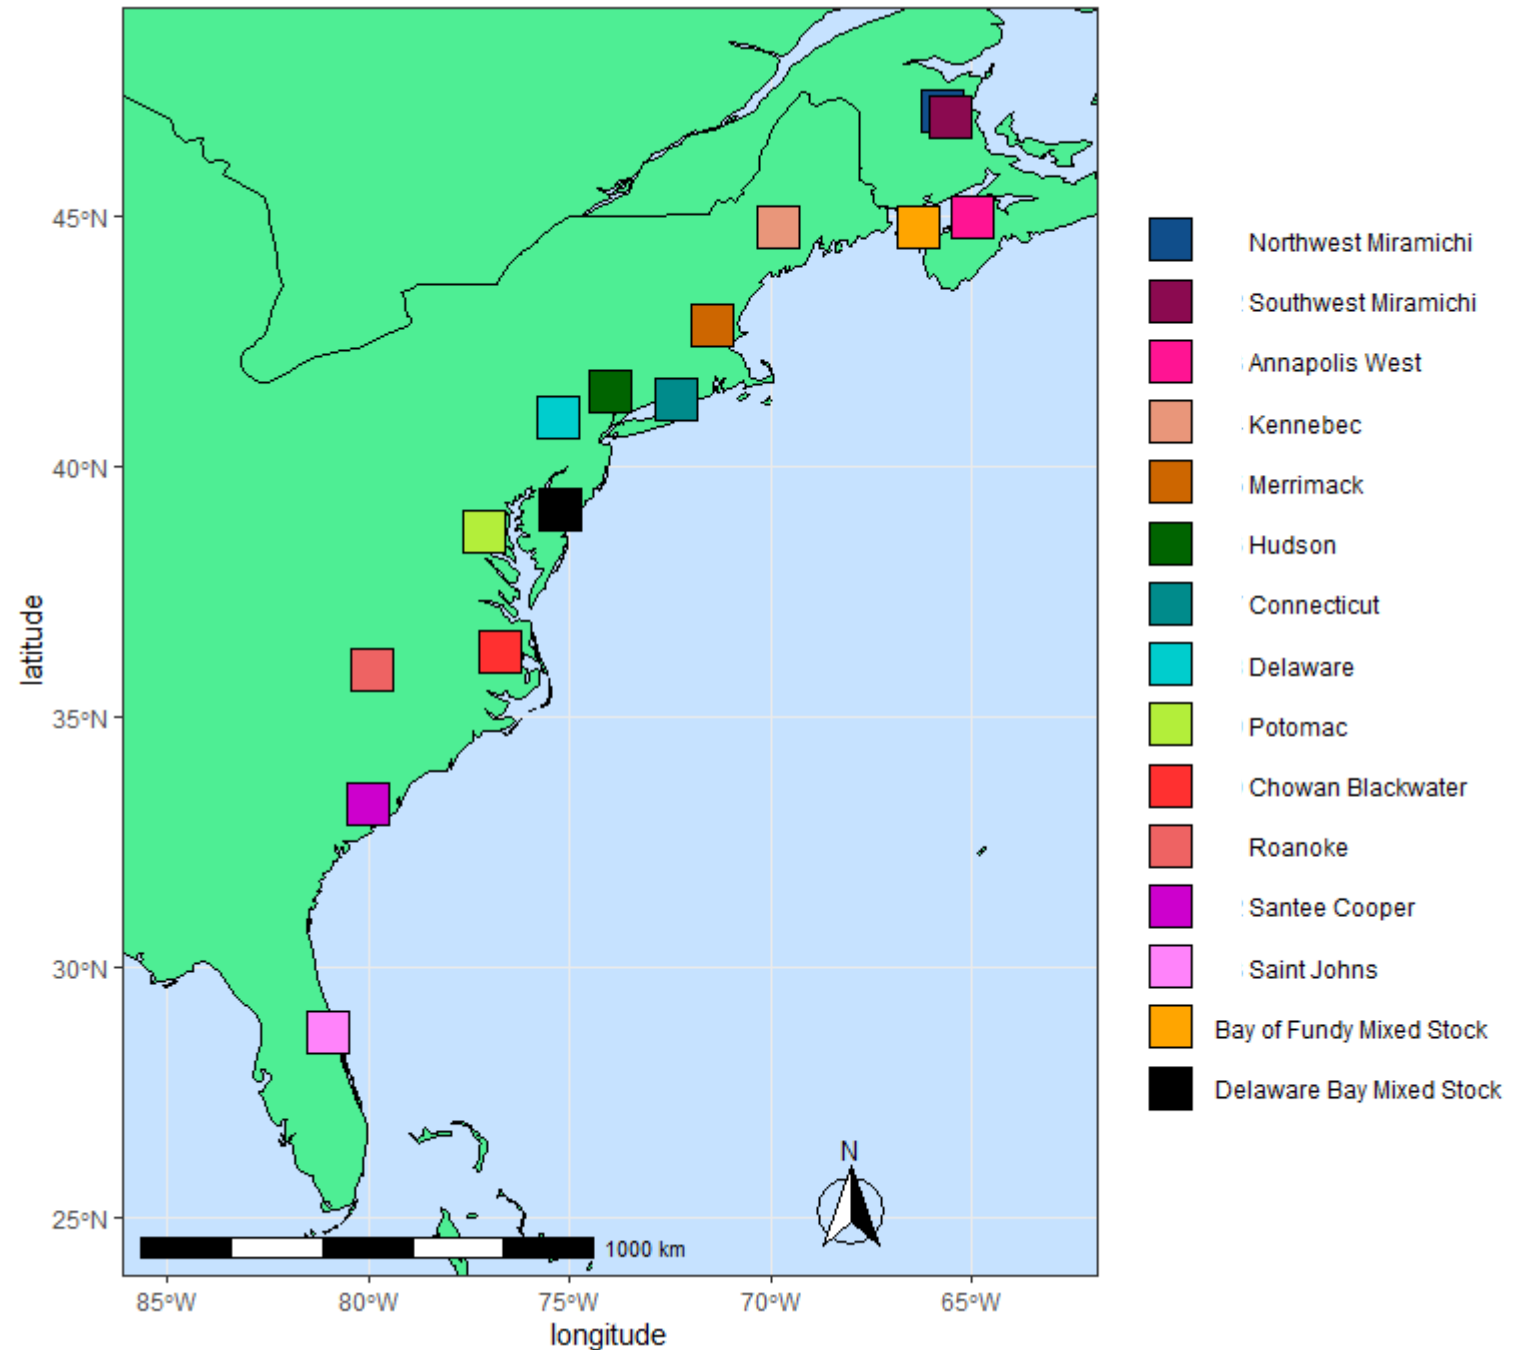 45°N
40°N
35°N
30°N
25°N
latitude
85°W
80°W
75°W
70°W
65°W
longitude
N
1000 km
Northwest Miramichi
Southwest Miramichi
Annapolis West
Kennebec
Merrimack
Hudson
Connecticut
Delaware
Potomac
Chowan Blackwater
Roanoke
Santee Cooper
Saint Johns
Bay of Fundy Mixed Stock
Delaware Bay Mixed Stock